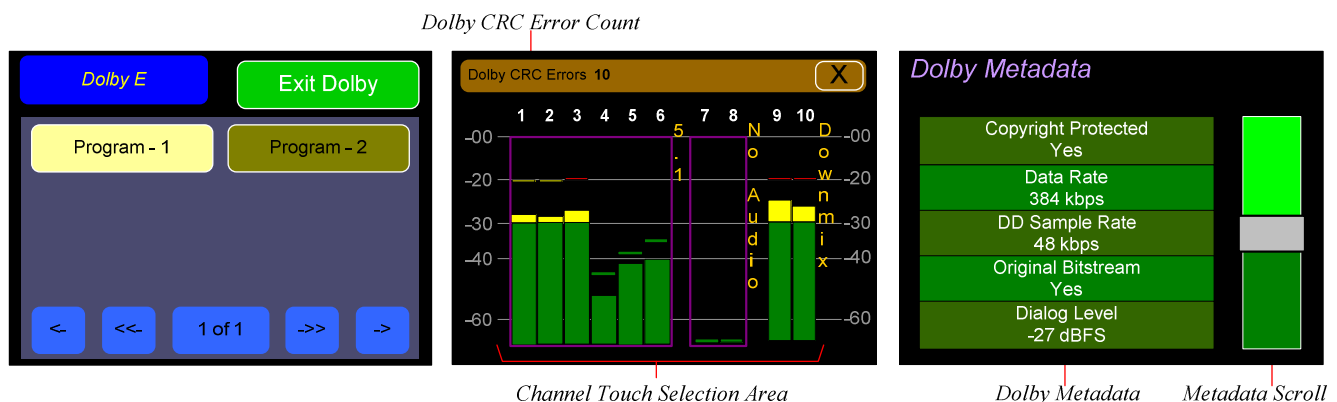 Dolby CRC Error Count
Dolby E
Exit Dolby
Program - 1
Program - 2
<-
<<-
1 of 1
->>
->
Dolby CRC Errors 10
X
1 2 3 4 5 6 7 8 9 10
5.1
No Audio
Downmix
-00
-20
-30
-40
-60
-00
-20
-30
-40
-60
Channel Touch Selection Area
Dolby Metadata
Copyright Protected
Yes
Data Rate
384 kbps
DD Sample Rate
48 kbps
Original Bitstream
Yes
Dialog Level
-27 dBFS
Dolby Metadata
Metadata Scroll